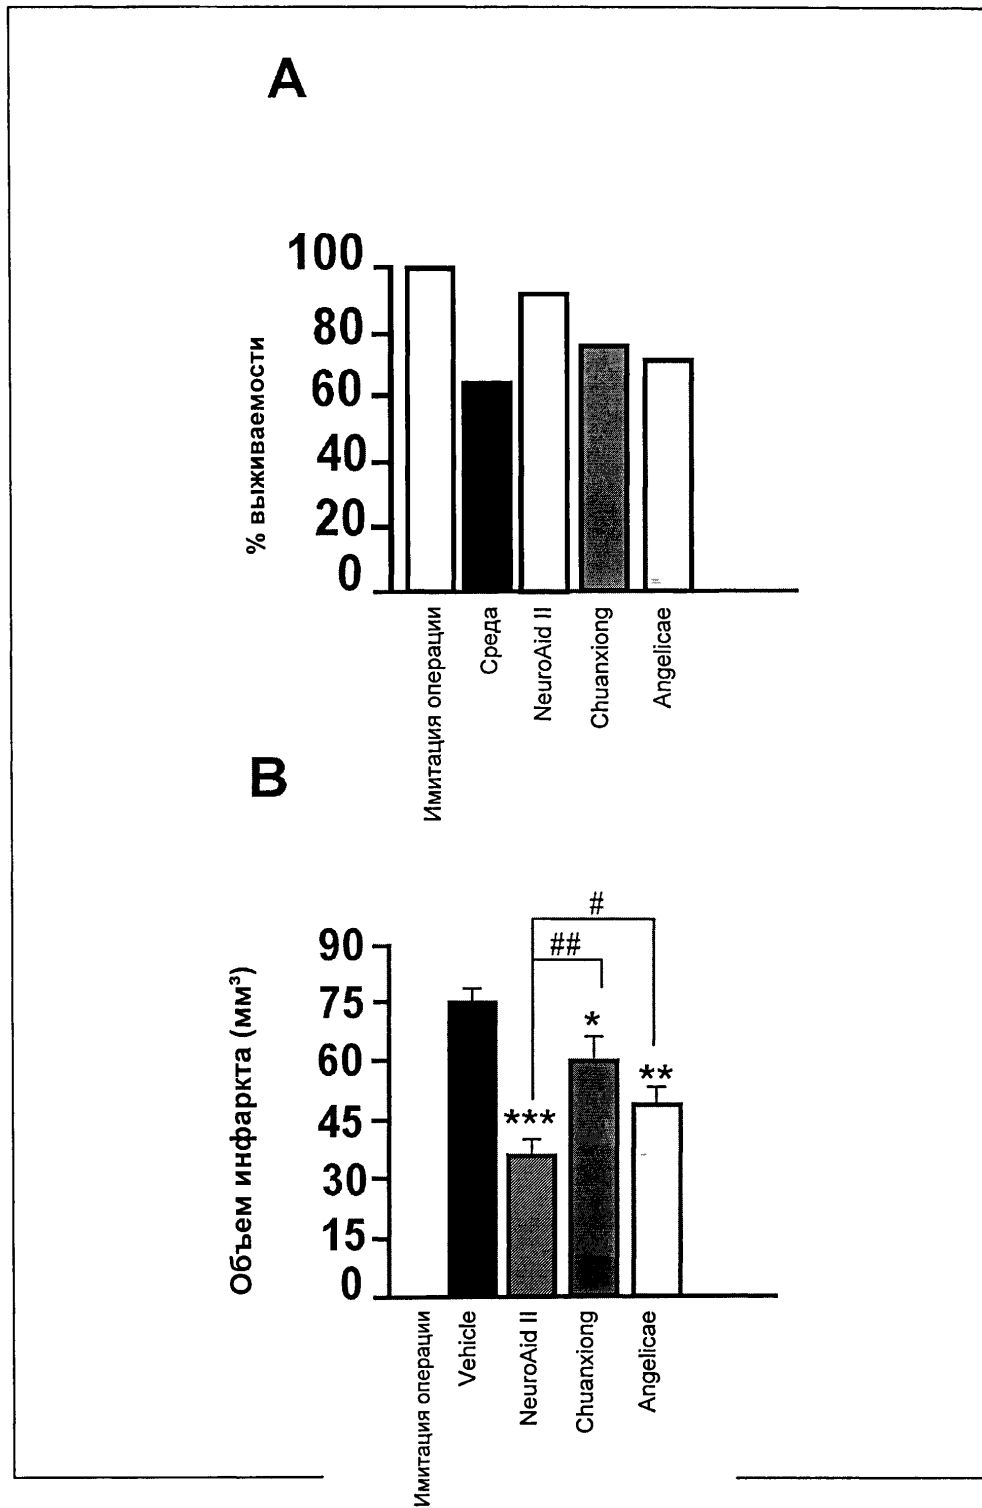 A
100
80
60
40
20
0
% выживаемости
Имитация операции
Среда
NeuroAid II
Chuanxiong
Angelicae
B
#
##
90
75
60
45
30
15
0
Объем инфаркта (мм³)
***
*
**
Имитация операции
Vehicle
NeuroAid II
Chuanxiong
Angelicae